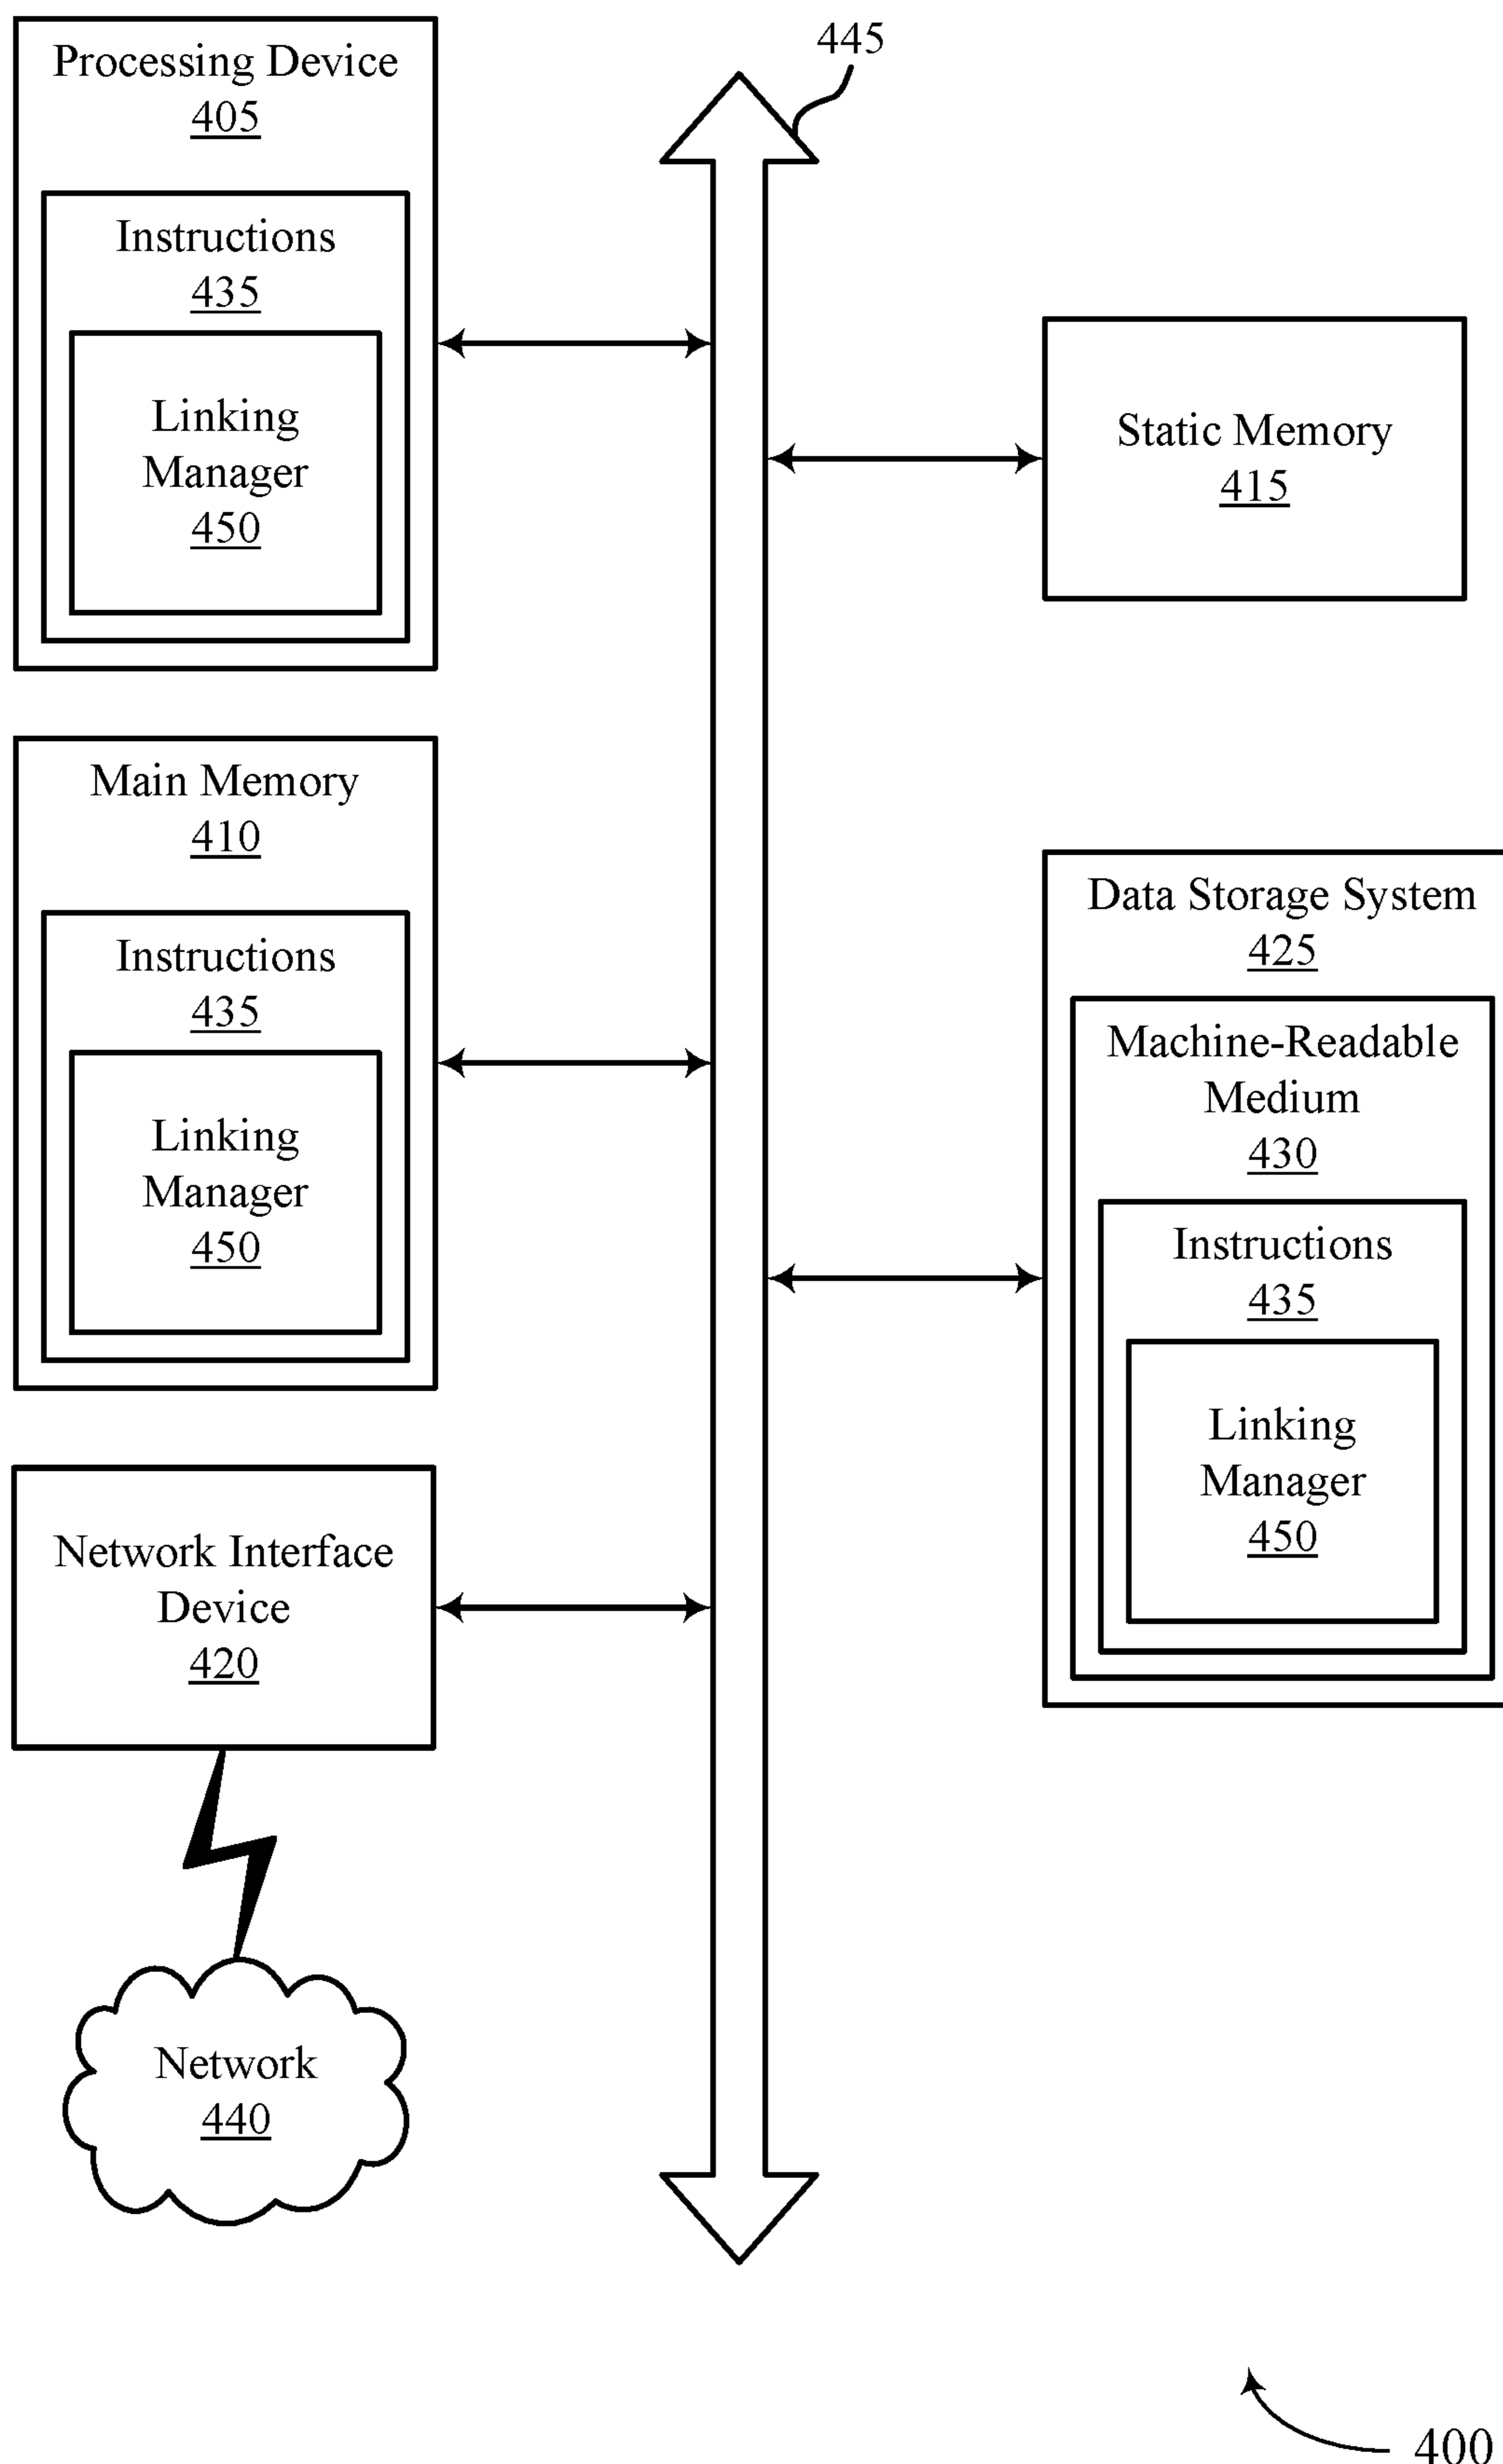 Processing Device
405
Instructions
435
Linking
Manager
450
445
Static Memory
415
Main Memory
410
Instructions
435
Linking
Manager
450
Data Storage System
425
Machine-Readable
Medium
430
Instructions
435
Linking
Manager
450
Network Interface
Device
420
Network
440
400